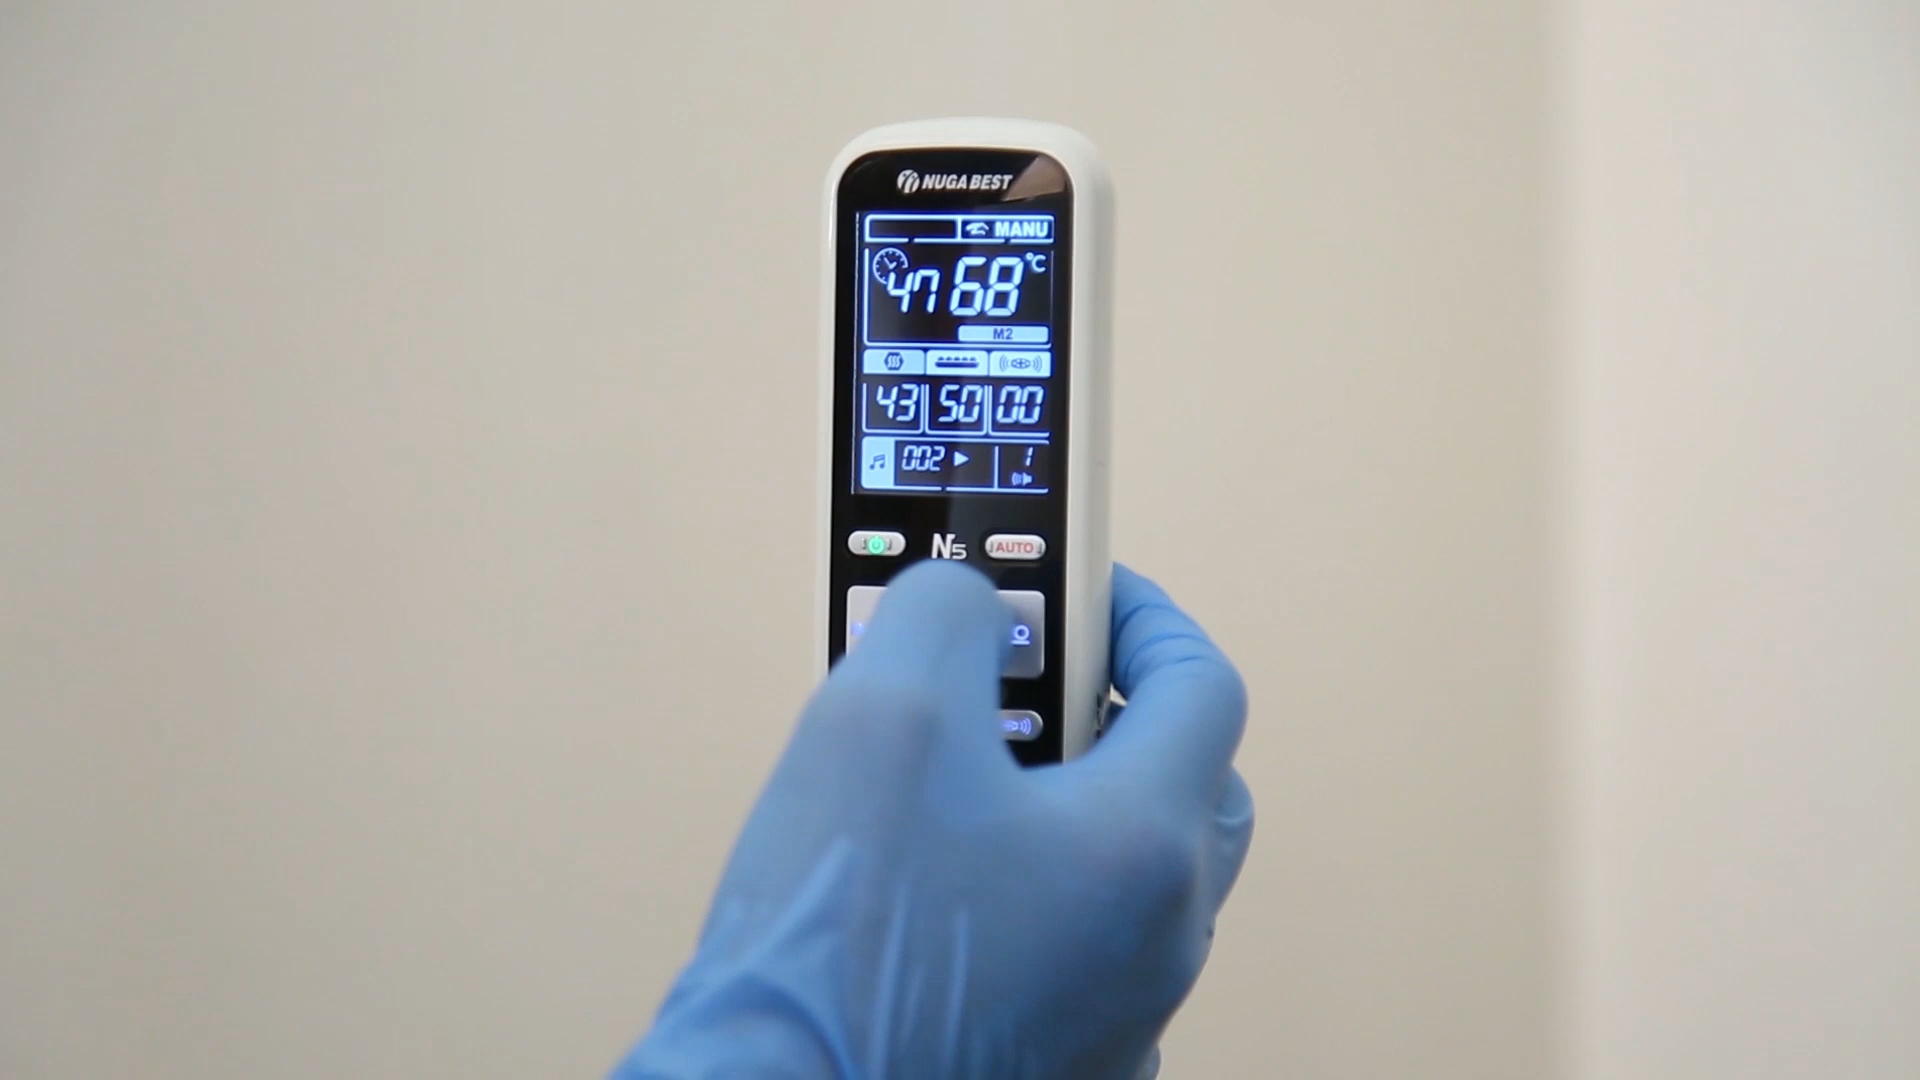 NUGA BEST
MANU
47 68 °C
M2
43 50 00
002 1
N5 AUTO